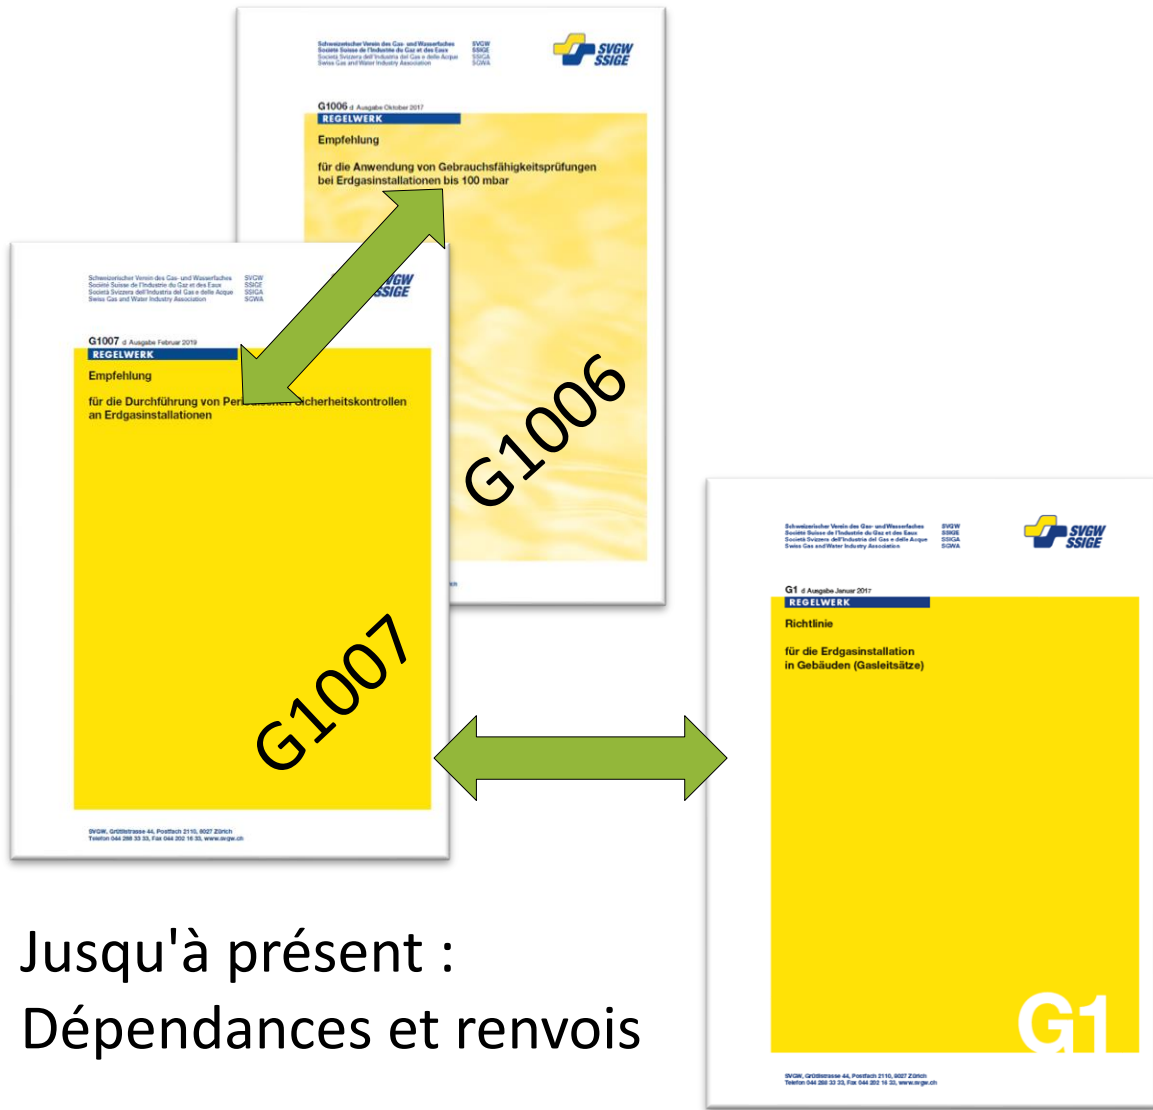 Schweizerischer Verein des Gas- und Wasserfaches SVGW
Société Suisse de l'Industrie du Gaz et des Eaux SSIGE
Società Svizzera dell'Industria del Gas e delle Acque SSIGA
Swiss Gas and Water Industry Association SGWA
SVGW
SSIGE
G1006 d Ausgabe Oktober 2017
REGELWERK
Empfehlung
für die Anwendung von Gebrauchsfähigkeitsprüfungen
bei Erdgasinstallationen bis 100 mbar
G1006
Schweizerischer Verein des Gas- und Wasserfaches SVGW
Société Suisse de l'Industrie du Gaz et des Eaux SSIGE
Società Svizzera dell'Industria del Gas e delle Acque SSIGA
Swiss Gas and Water Industry Association SGWA
VGW
SSIGE
G1007 d Ausgabe Februar 2019
REGELWERK
Empfehlung
für die Durchführung von Periodischen Sicherheitskontrollen
an Erdgasinstallationen
G1007
SVGW, Grütlistrasse 44, Postfach 2110, 8027 Zürich
Telefon 044 288 33 33, Fax 044 202 16 33, www.svgw.ch
Schweizerischer Verein des Gas- und Wasserfaches SVGW
Société Suisse de l'Industrie du Gaz et des Eaux SSIGE
Società Svizzera dell'Industria del Gas e delle Acque SSIGA
Swiss Gas and Water Industry Association SGWA
SVGW
SSIGE
G1 d Ausgabe Januar 2017
REGELWERK
Richtlinie
für die Erdgasinstallation
in Gebäuden (Gasleitsätze)
G1
SVGW, Grütlistrasse 44, Postfach 2110, 8027 Zürich
Telefon 044 288 33 33, Fax 044 202 16 33, www.svgw.ch
Jusqu'à présent :
Dépendances et renvois